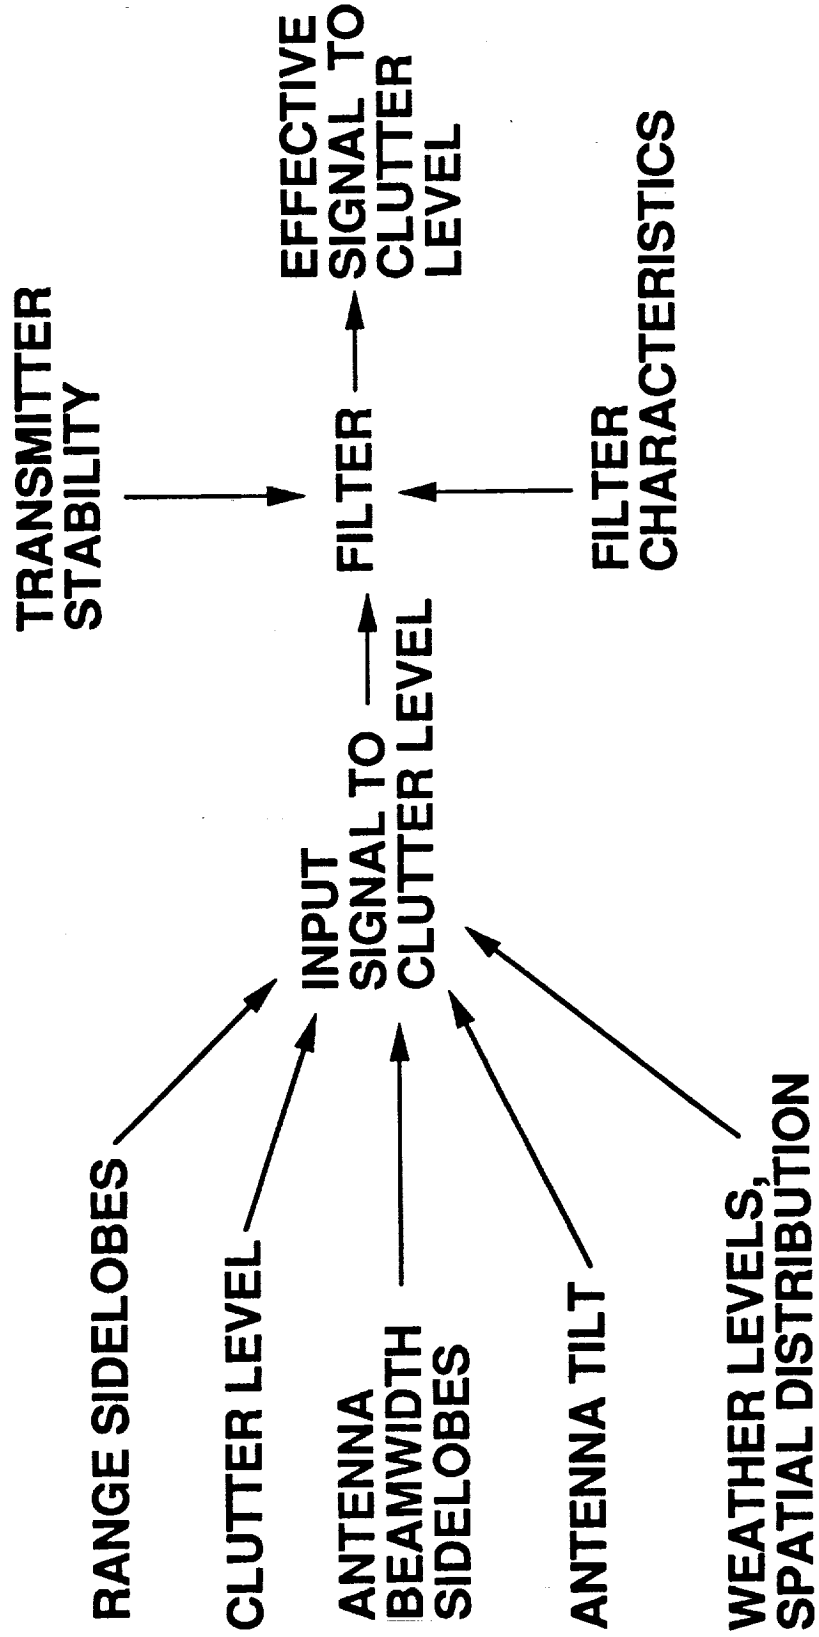 RANGE SIDELOBES
CLUTTER LEVEL
ANTENNA
BEAMWIDTH
SIDELOBES
ANTENNA TILT
WEATHER LEVELS,
SPATIAL DISTRIBUTION
INPUT
SIGNAL TO
CLUTTER LEVEL
TRANSMITTER
STABILITY
FILTER
FILTER
CHARACTERISTICS
EFFECTIVE
SIGNAL TO
CLUTTER
LEVEL